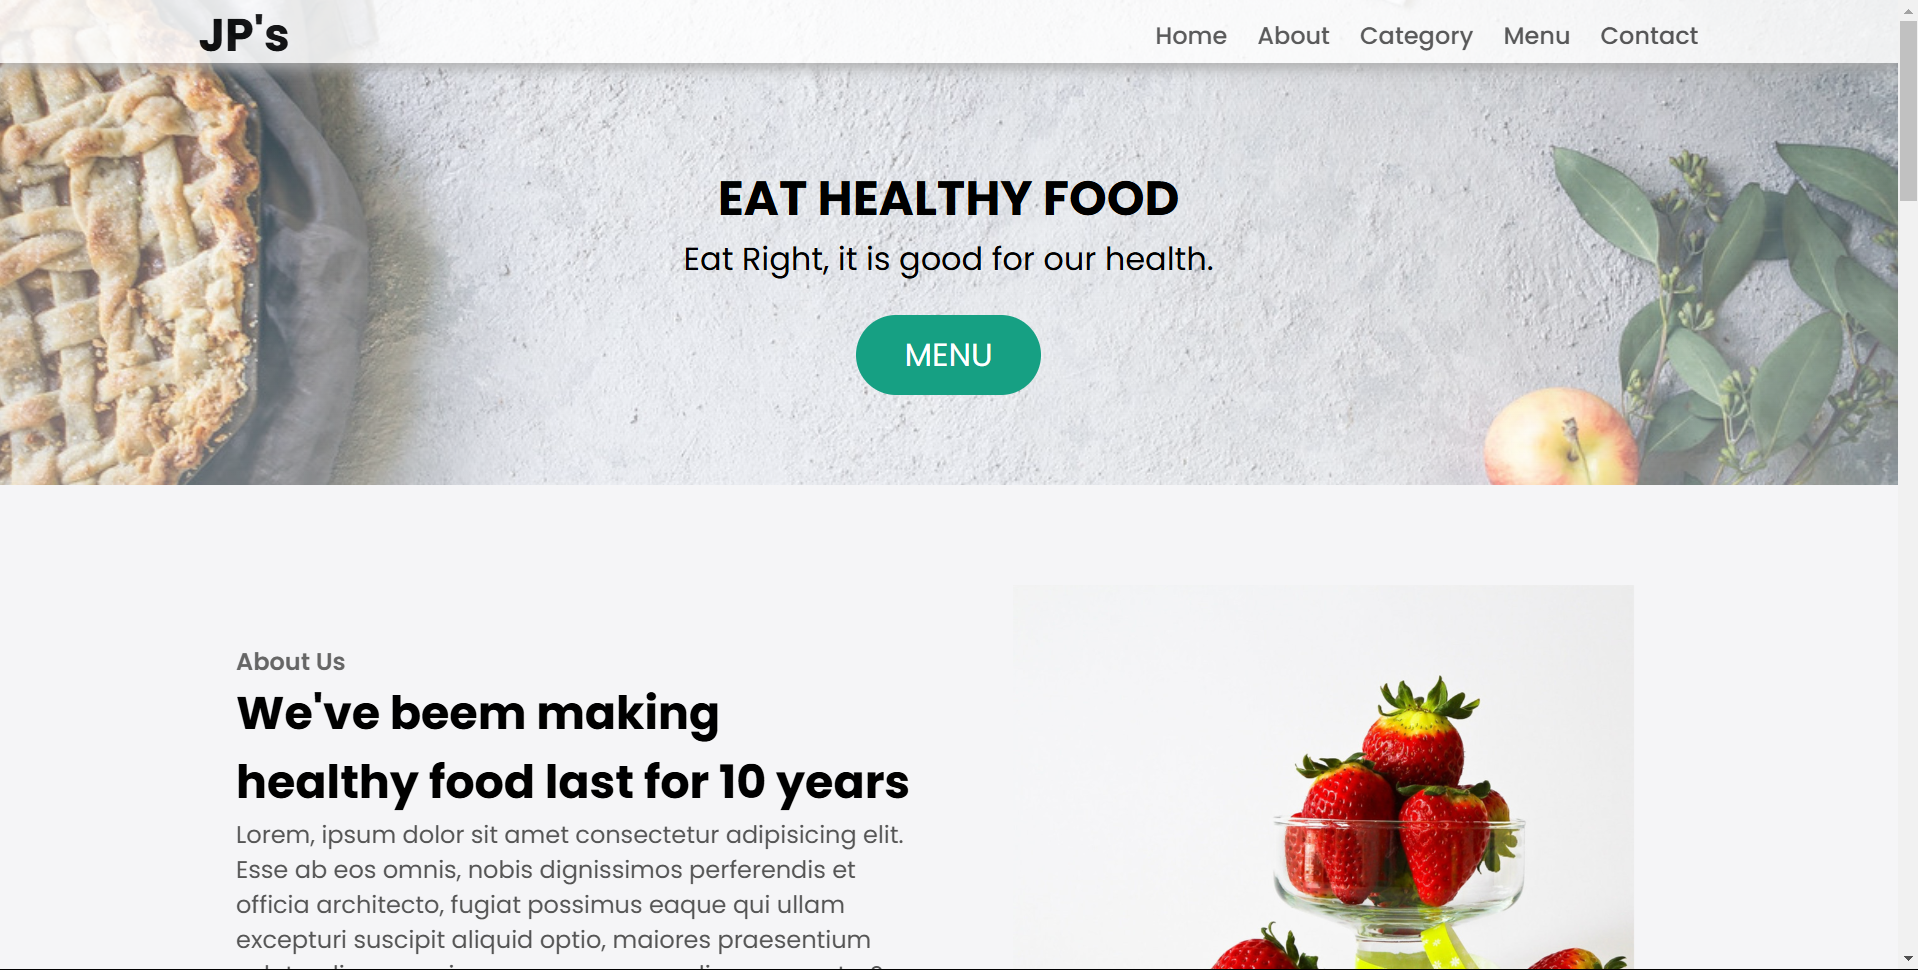 JP's
Home About Category Menu Contact
EAT HEALTHY FOOD
Eat Right, it is good for our health.
MENU
About Us
We've beem making
healthy food last for 10 years
Lorem, ipsum dolor sit amet consectetur adipisicing elit.
Esse ab eos omnis, nobis dignissimos perferendis et
officia architecto, fugiat possimus eaque qui ullam
excepturi suscipit aliquid optio, maiores praesentium